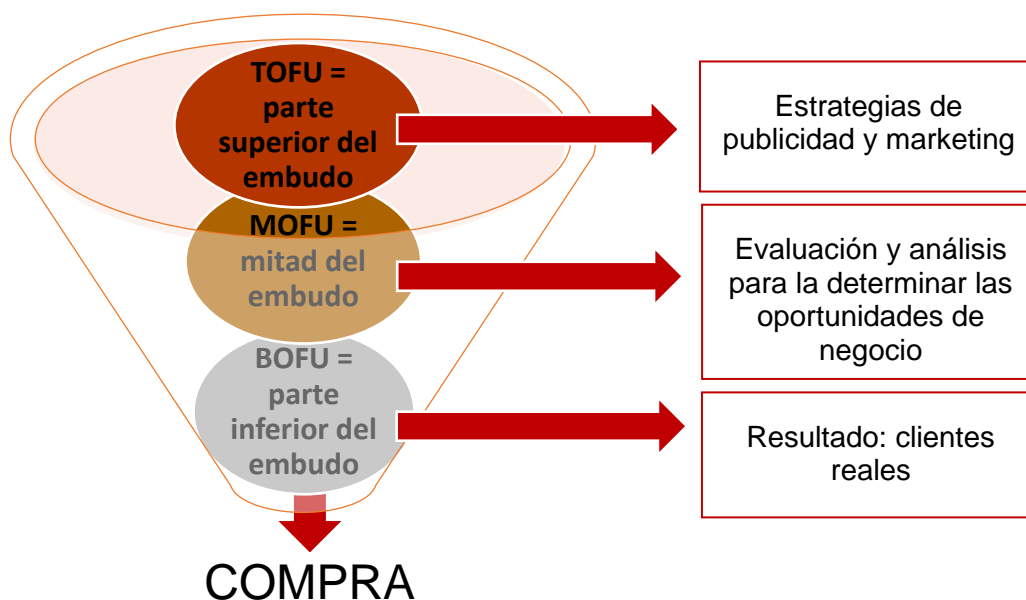 TOFU =
parte
superior del
embudo
Estrategias de
publicidad y marketing
MOFU =
mitad del
embudo
Evaluación y análisis
para la determinar las
oportunidades de
negocio
BOFU =
parte
inferior del
embudo
Resultado: clientes
reales
COMPRA